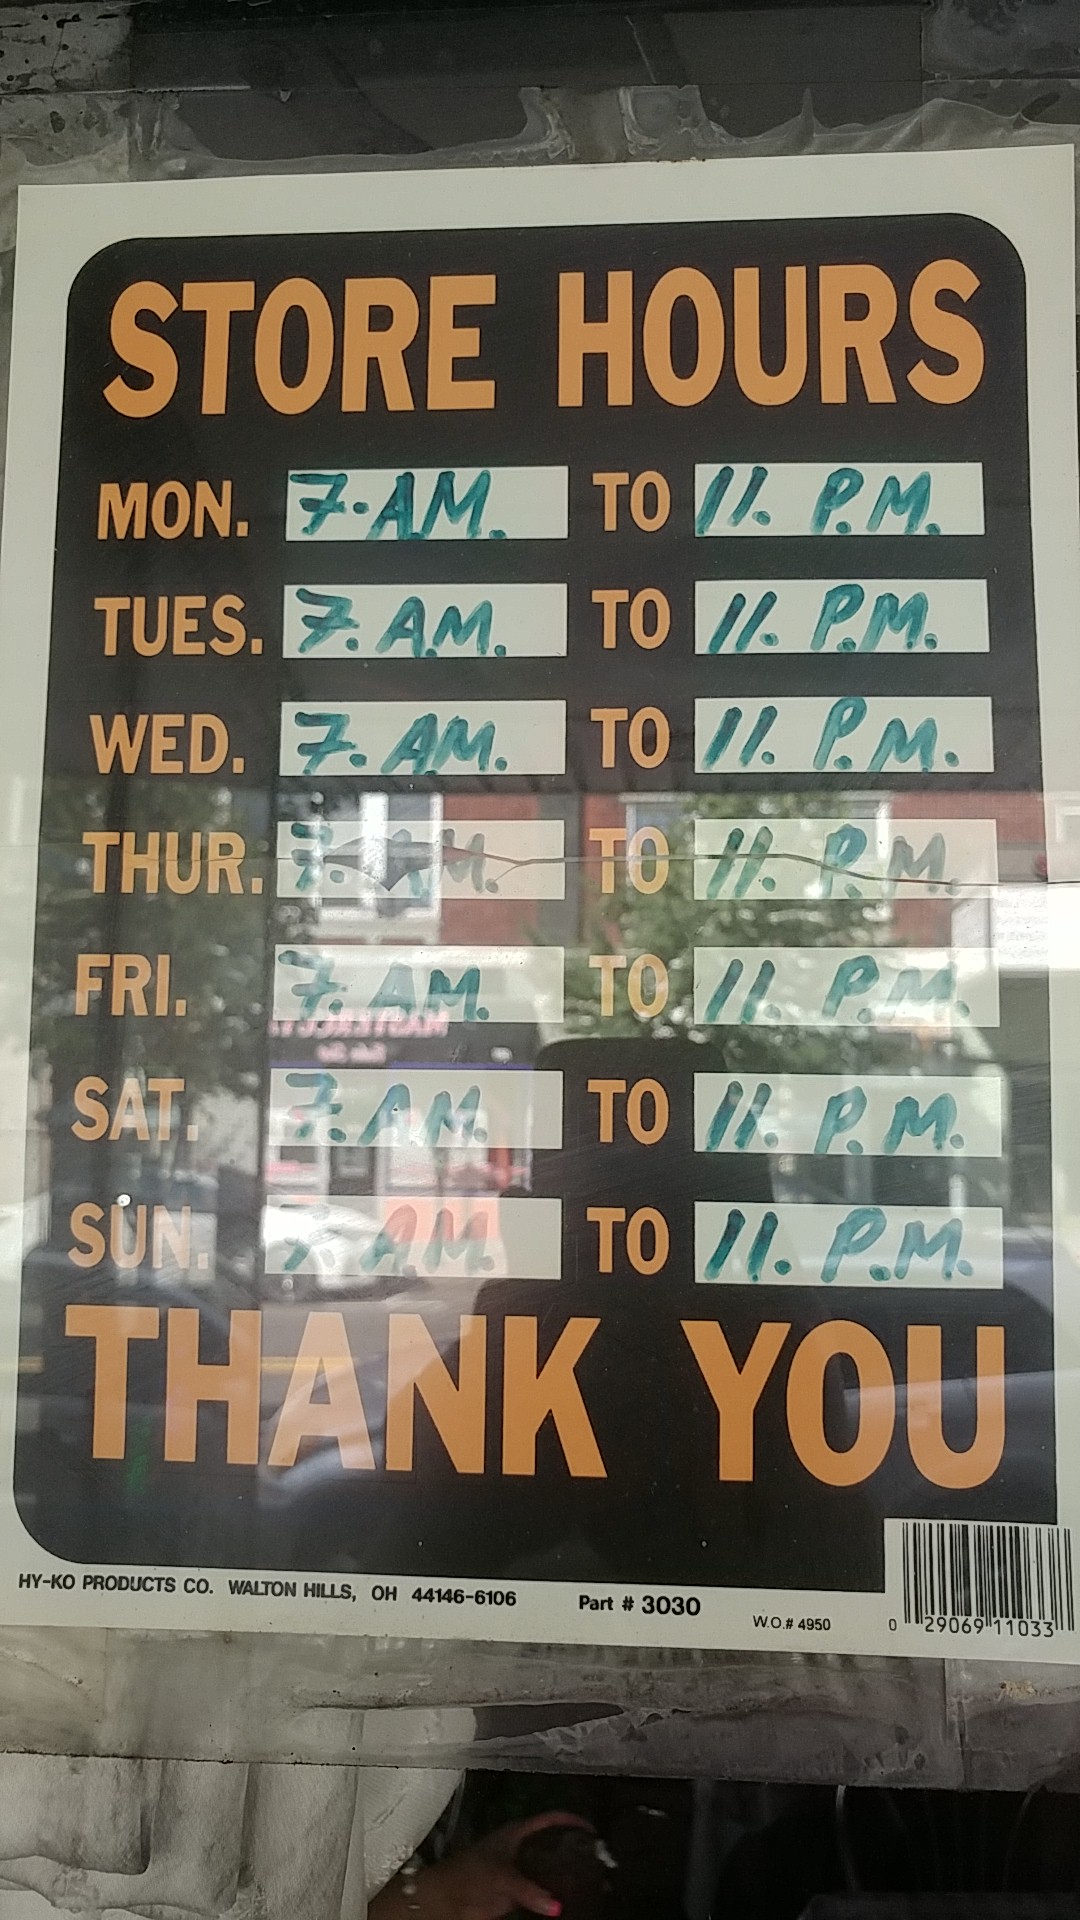 STORE HOURS
MON. 7. AM. TO 11. P.M.
TUES. 7. A.M. TO 11. P.M.
WED. 7. AM. TO 11. P.M.
THUR. 7. AM. TO 11. P.M.
FRI. 7. AM. TO 11. P.M.
SAT. 7. AM. TO 11. P.M.
SUN. 7. A.M. TO 11. P.M.
THANK YOU
HY-KO PRODUCTS CO. WALTON HILLS, OH 44146-6106 Part # 3030 W.O.# 4950 0 29069 11033